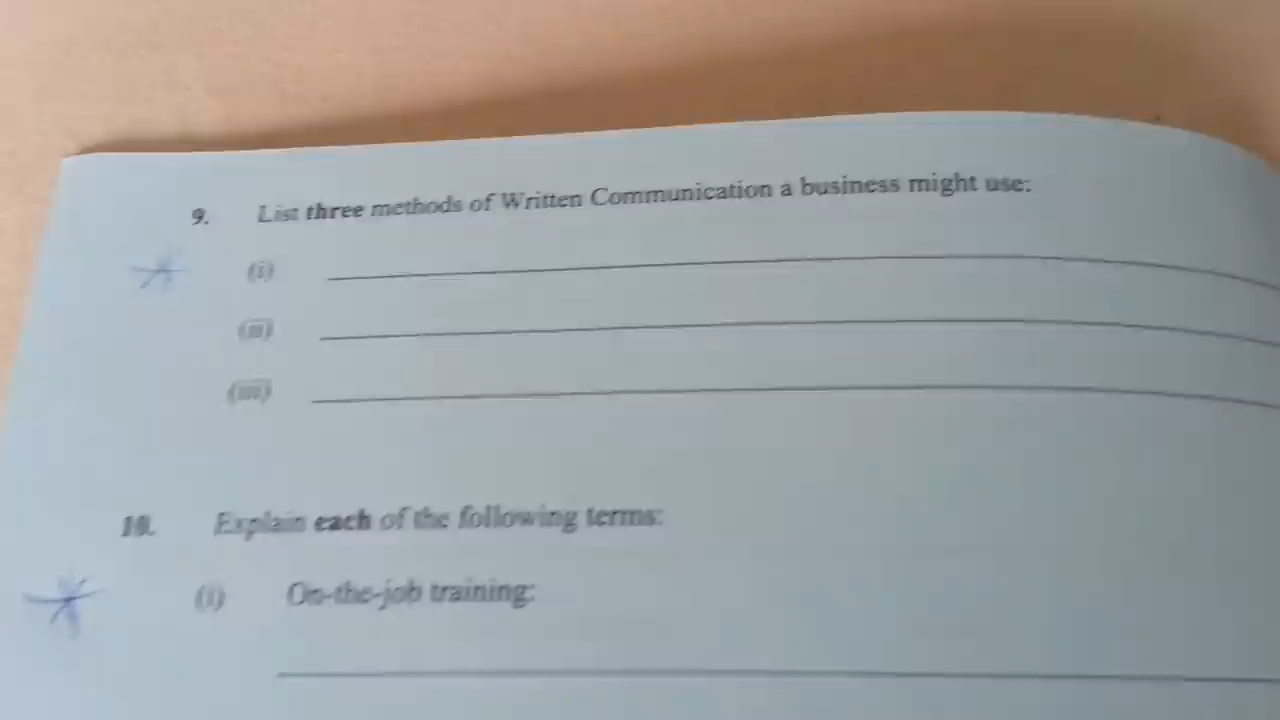 9. List three methods of Written Communication a business might use:
(i)
(ii)
(iii)
10. Explain each of the following terms:
(i) On-the-job training: